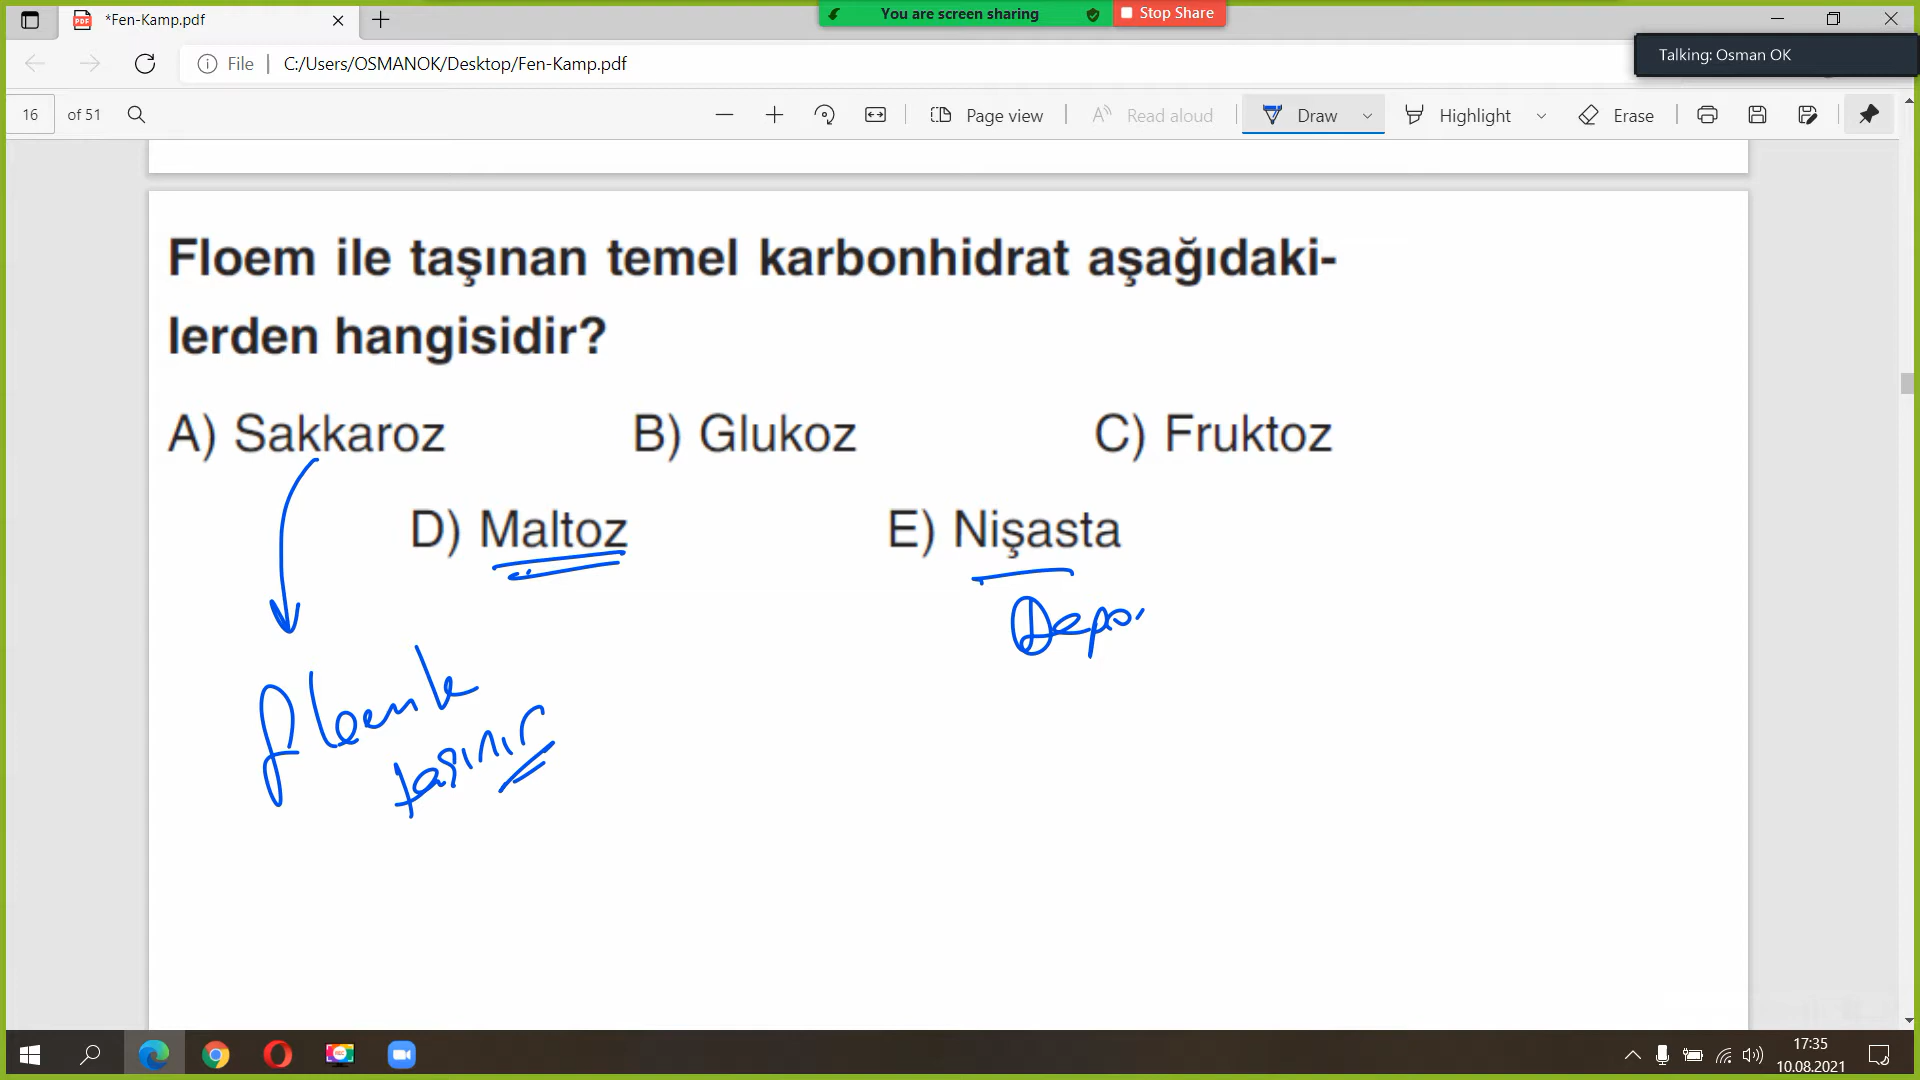 *Fen-Kamp.pdf
You are screen sharing
Stop Share
Talking: Osman OK
File
C:/Users/OSMANOK/Desktop/Fen-Kamp.pdf
16 of 51
Page view
Read aloud
Draw
Highlight
Erase
Floem ile taşınan temel karbonhidrat aşağıdaki-
lerden hangisidir?
A) Sakkaroz B) Glukoz C) Fruktoz
D) Maltoz E) Nişasta
Depo
floemle
taşınır
17:35
10.08.2021